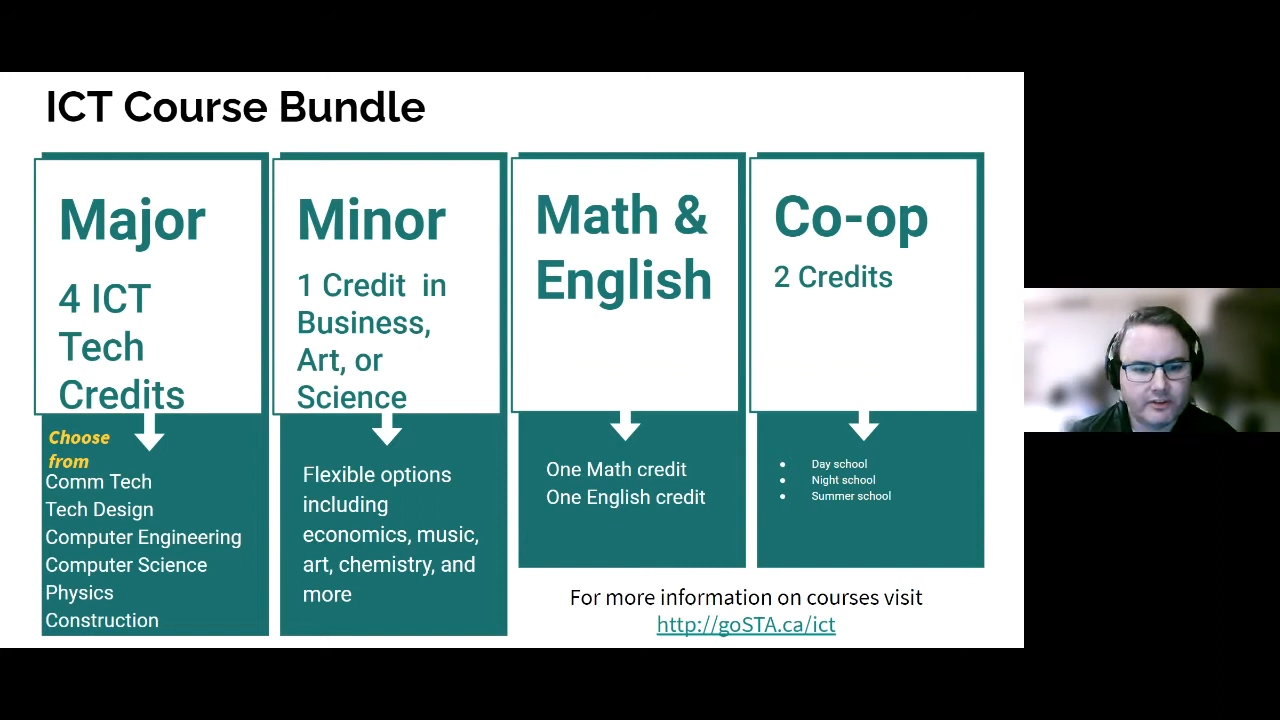 ICT Course Bundle
Major
4 ICT
Tech
Credits
Choose
from
Comm Tech
Tech Design
Computer Engineering
Computer Science
Physics
Construction
Minor
1 Credit in
Business,
Art, or
Science
Flexible options
including
economics, music,
art, chemistry, and
more
Math &
English
One Math credit
One English credit
Co-op
2 Credits
• Day school
• Night school
• Summer school
For more information on courses visit
http://goSTA.ca/ict